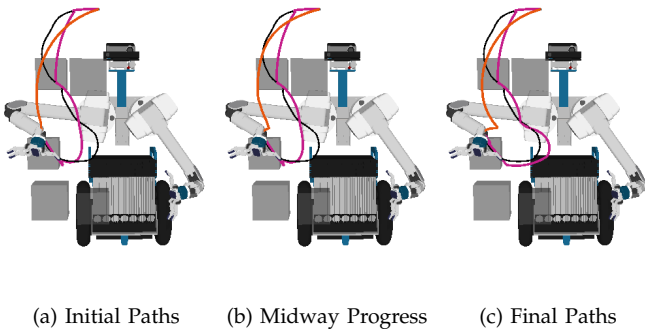 (a) Initial Paths
(b) Midway Progress
(c) Final Paths